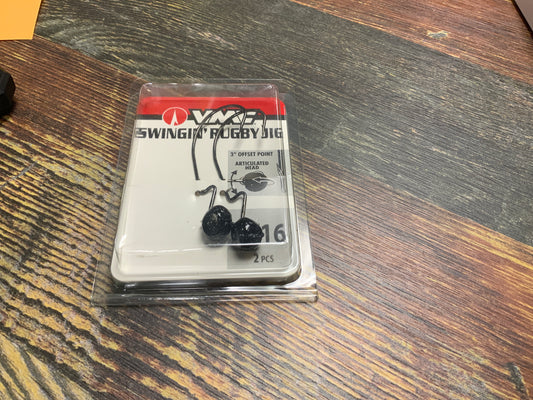 VMC
SWINGIN' RUGBY JIG
3° OFFSET POINT
ARTICULATED
HEAD
16
2 PCS